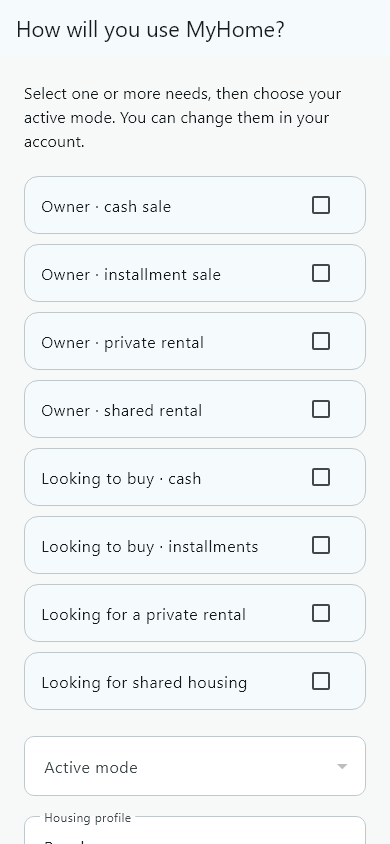 How will you use MyHome?
Select one or more needs, then choose your
active mode. You can change them in your
account.
Owner · cash sale
Owner · installment sale
Owner · private rental
Owner · shared rental
Looking to buy · cash
Looking to buy · installments
Looking for a private rental
Looking for shared housing
Active mode
Housing profile